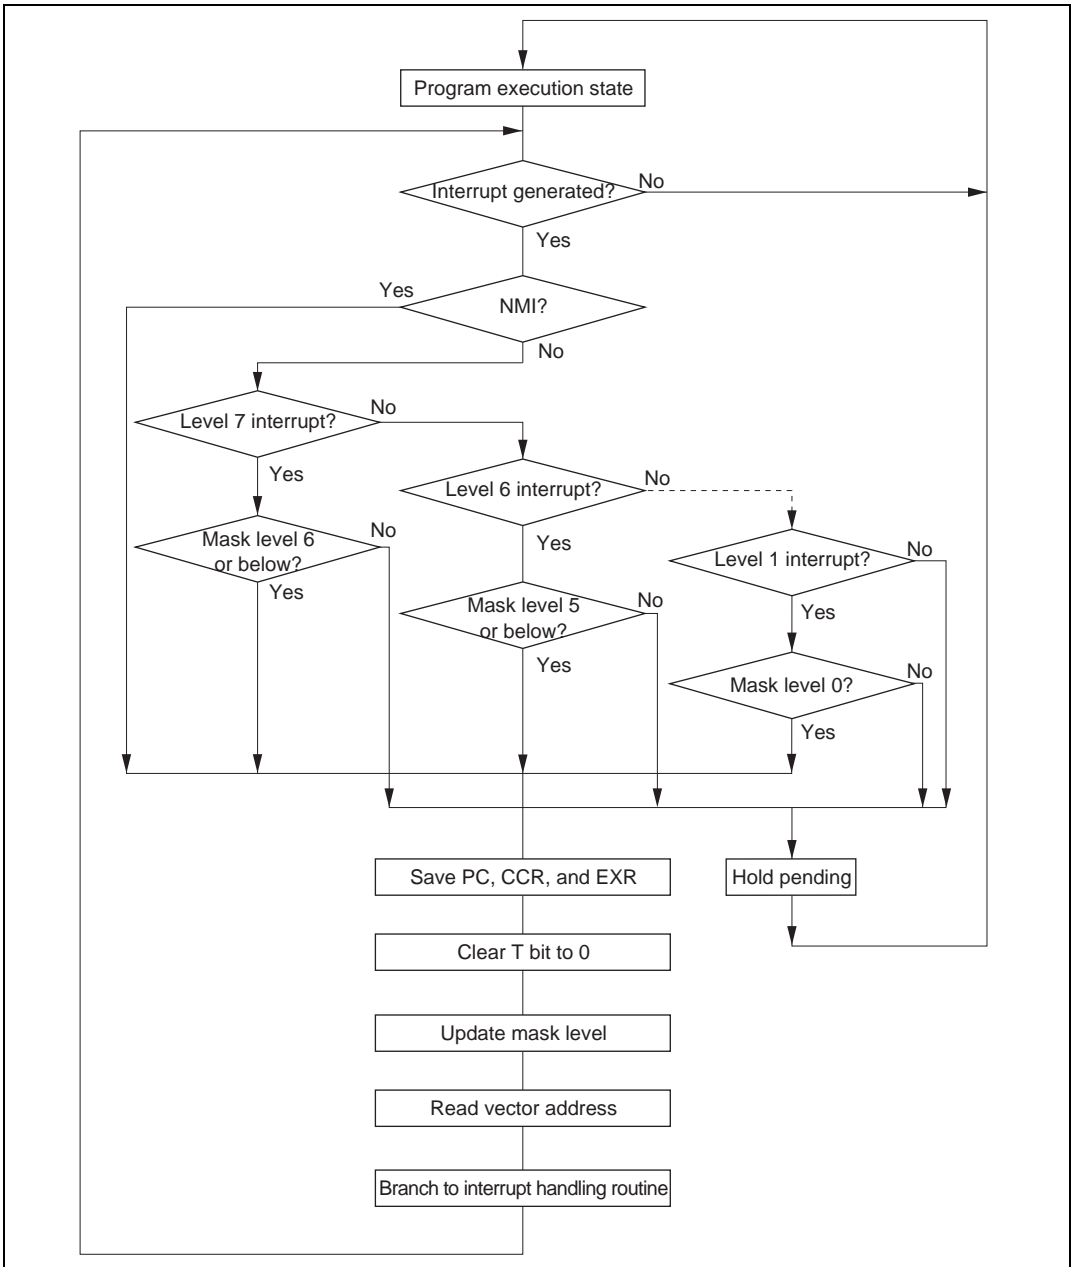 Program execution state
Interrupt generated?
No
Yes
Yes
NMI?
No
Level 7 interrupt?
No
Yes
Level 6 interrupt?
No
Mask level 6
or below?
No
Yes
Yes
Level 1 interrupt?
No
Mask level 5
or below?
No
Yes
Yes
Mask level 0?
No
Yes
Save PC, CCR, and EXR
Hold pending
Clear T bit to 0
Update mask level
Read vector address
Branch to interrupt handling routine